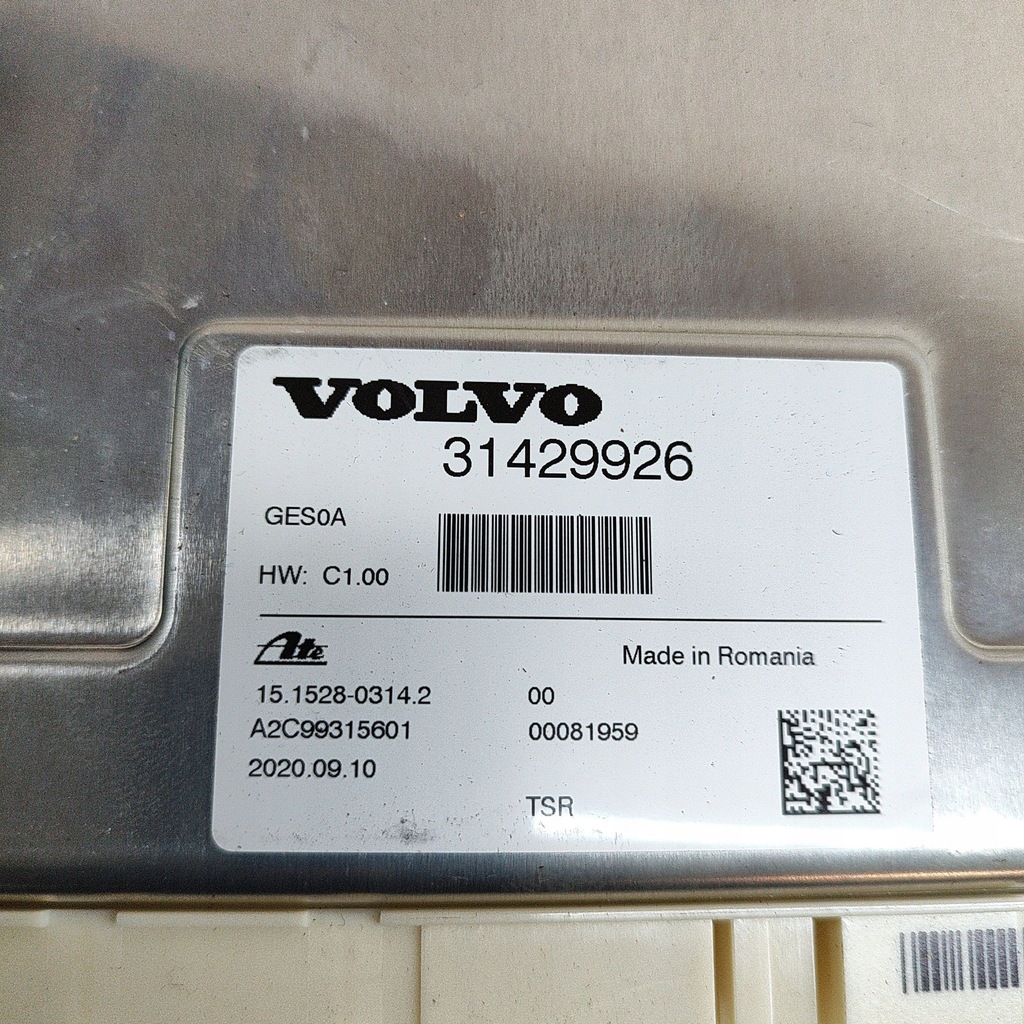 VOLVO
31429926
GES0A
HW: C1.00
Ate
Made in Romania
15.1528-0314.2 00
A2C99315601 00081959
2020.09.10
TSR